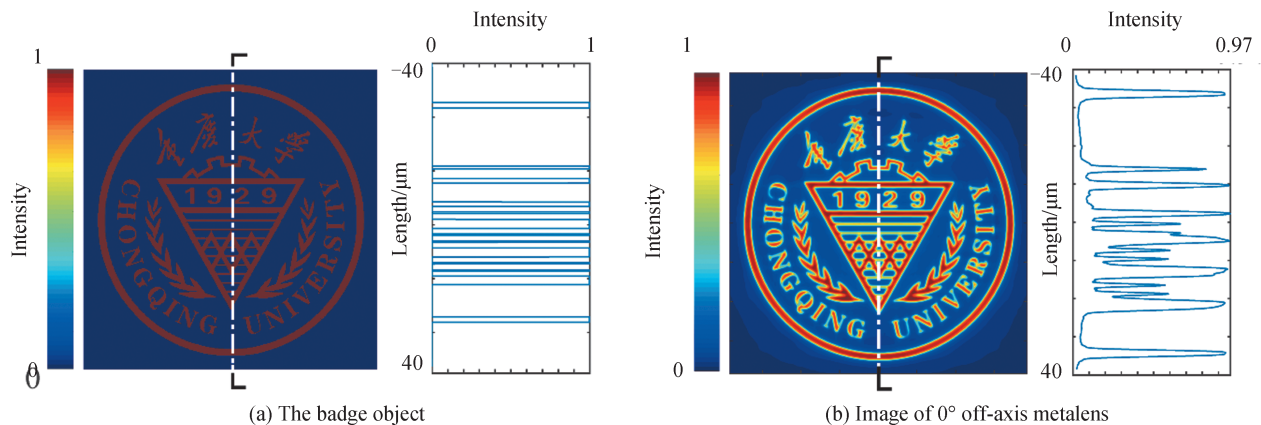 Intensity
1
0
0
Intensity
0
1
−40
Length/μm
40
重庆大学
1929
CHONGQING UNIVERSITY
(a) The badge object
Intensity
1
0
Intensity
0
0.97
−40
Length/μm
40
重庆大学
1929
CHONGQING UNIVERSITY
(b) Image of 0° off-axis metalens